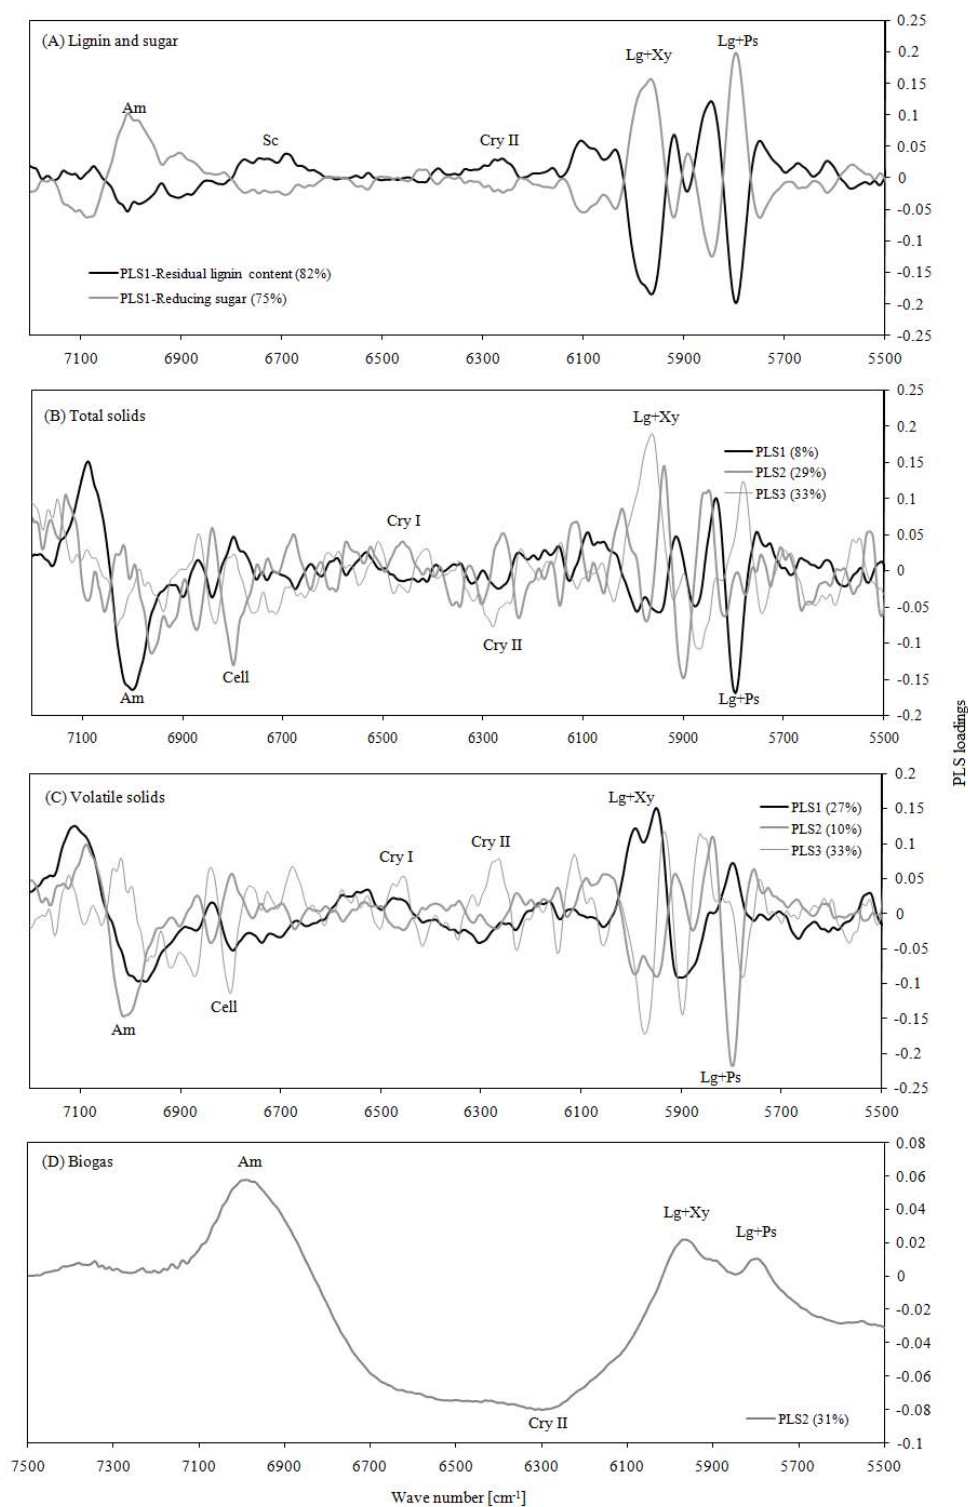 (A) Lignin and sugar
Am
Sc
Cry II
Lg+Xy
Lg+Ps
PLS1-Residual lignin content (82%)
PLS1-Reducing sugar (75%)
0.25
0.2
0.15
0.1
0.05
0
-0.05
-0.1
-0.15
-0.2
-0.25
7100 6900 6700 6500 6300 6100 5900 5700 5500
(B) Total solids
Lg+Xy
PLS1 (8%)
PLS2 (29%)
PLS3 (33%)
Cry I
Cry II
Cell
Am
Lg+Ps
0.25
0.2
0.15
0.1
0.05
0
-0.05
-0.1
-0.15
-0.2
7100 6900 6700 6500 6300 6100 5900 5700 5500
PLS loadings
(C) Volatile solids
Lg+Xy
PLS1 (27%)
PLS2 (10%)
PLS3 (33%)
Cry I
Cry II
Cell
Am
Lg+Ps
0.2
0.15
0.1
0.05
0
-0.05
-0.1
-0.15
-0.2
-0.25
7100 6900 6700 6500 6300 6100 5900 5700 5500
(D) Biogas
Am
Lg+Xy
Lg+Ps
Cry II
PLS2 (31%)
0.08
0.06
0.04
0.02
0
-0.02
-0.04
-0.06
-0.08
-0.1
7500 7300 7100 6900 6700 6500 6300 6100 5900 5700 5500
Wave number [cm⁻¹]